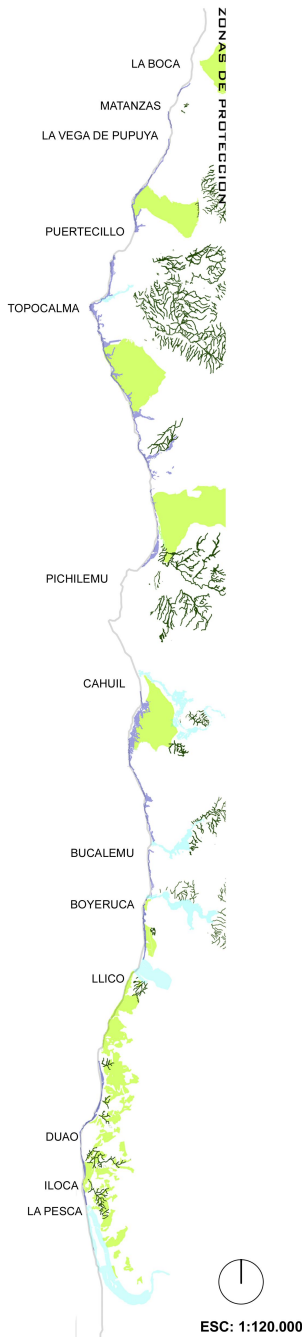 ZONAS DE PROTECCION
LA BOCA
MATANZAS
LA VEGA DE PUPUYA
PUERTECILLO
TOPOCALMA
PICHILEMU
CAHUIL
BUCALEMU
BOYERUCA
LLICO
DUAO
ILOCA
LA PESCA
ESC: 1:120.000